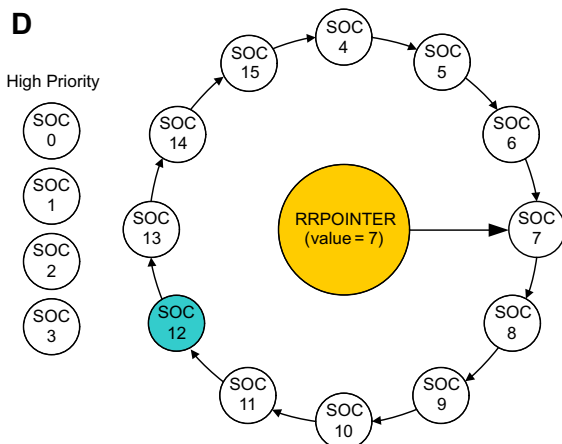 D
High Priority
SOC
0
SOC
1
SOC
2
SOC
3
SOC
4
SOC
5
SOC
6
SOC
7
SOC
8
SOC
9
SOC
10
SOC
11
SOC
12
SOC
13
SOC
14
SOC
15
RRPOINTER
(value = 7)